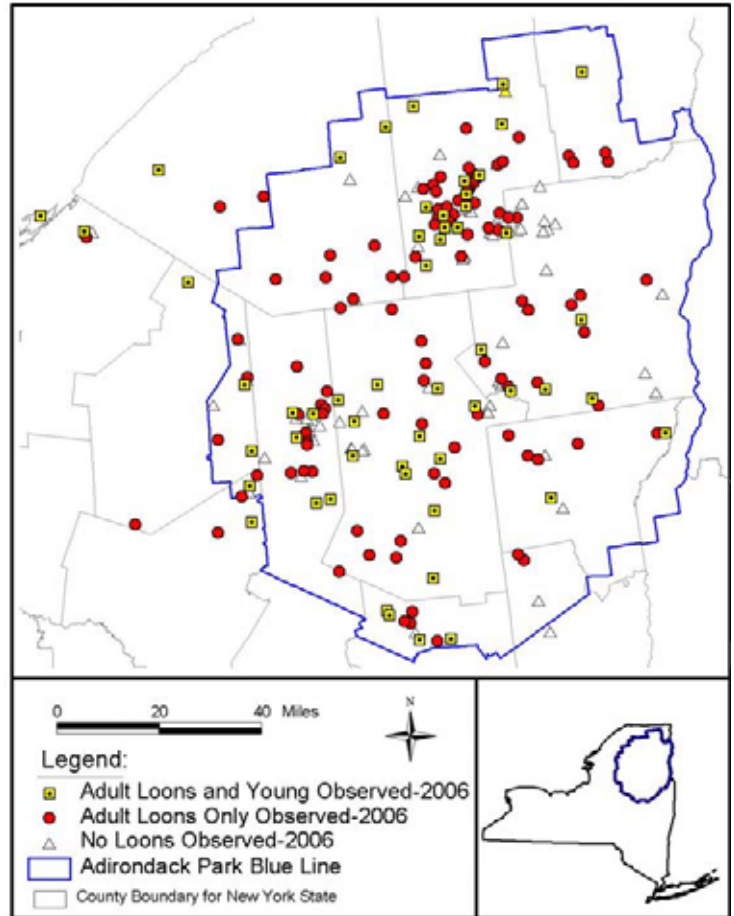 0 20 40 Miles
N
Legend:
Adult Loons and Young Observed-2006
Adult Loons Only Observed-2006
No Loons Observed-2006
Adirondack Park Blue Line
County Boundary for New York State